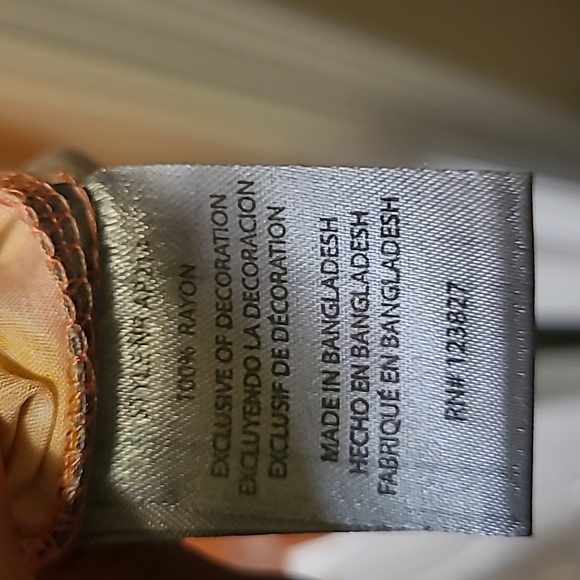 100% RAYON
EXCLUSIVE OF DECORATION
EXCLUYENDO LA DECORACION
EXCLUSIF DE DÉCORATION
MADE IN BANGLADESH
HECHO EN BANGLADESH
FABRIQUÉ EN BANGLADESH
RN# 123827